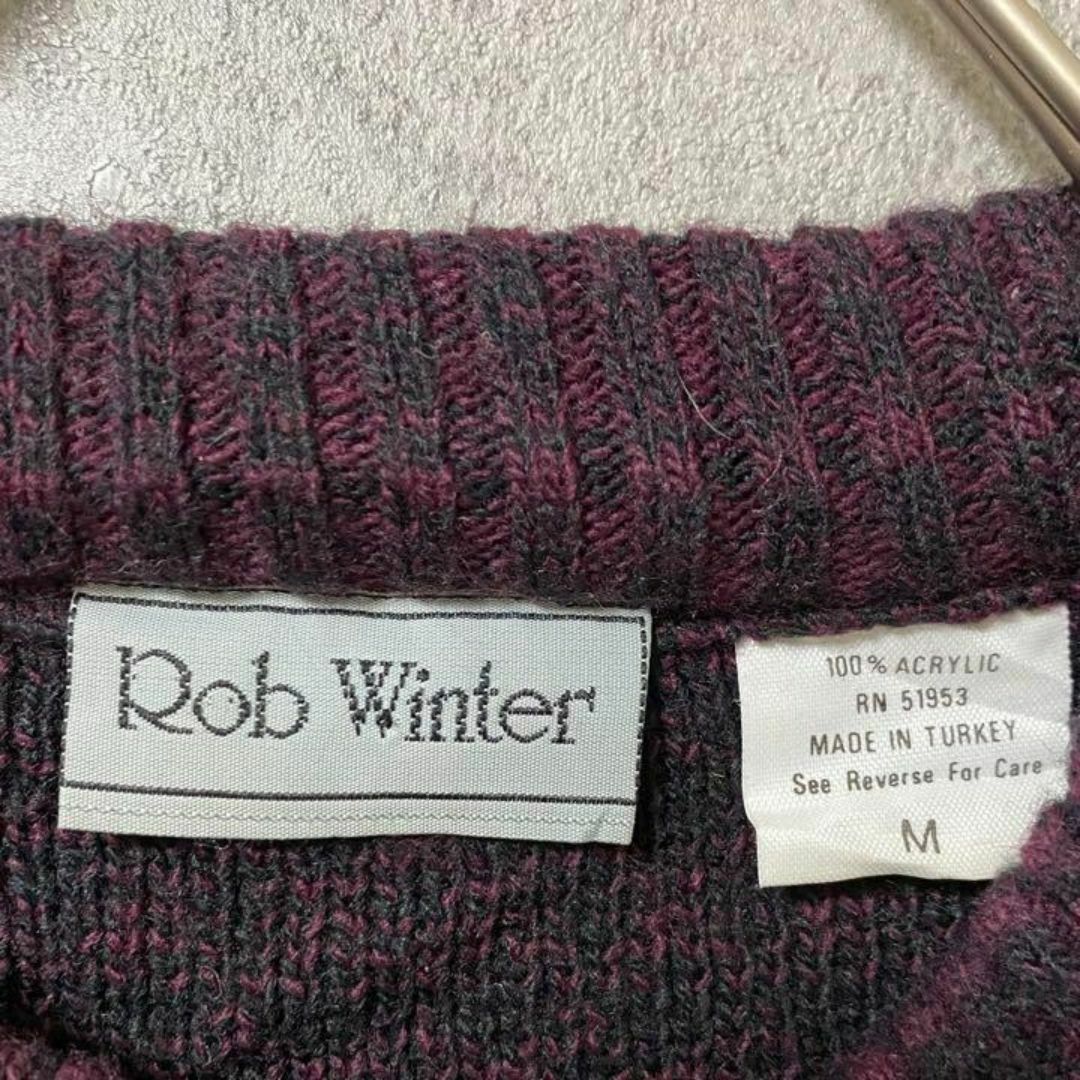 Rob Winter
100% ACRYLIC
RN 51953
MADE IN TURKEY
See Reverse For Care
M